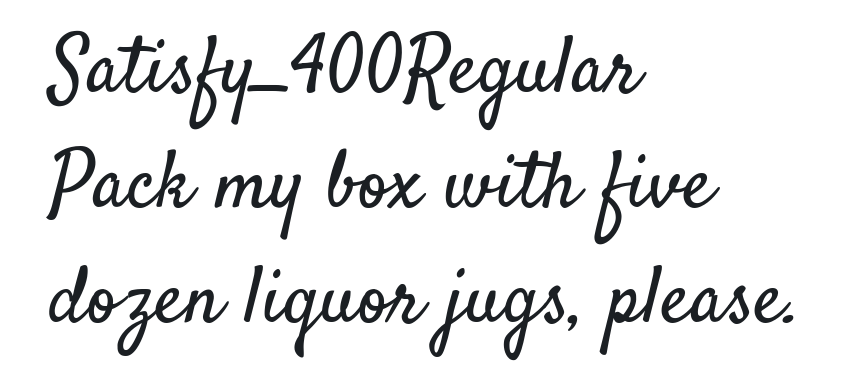 Satisfy_400Regular
Pack my box with five
dozen liquor jugs, please.